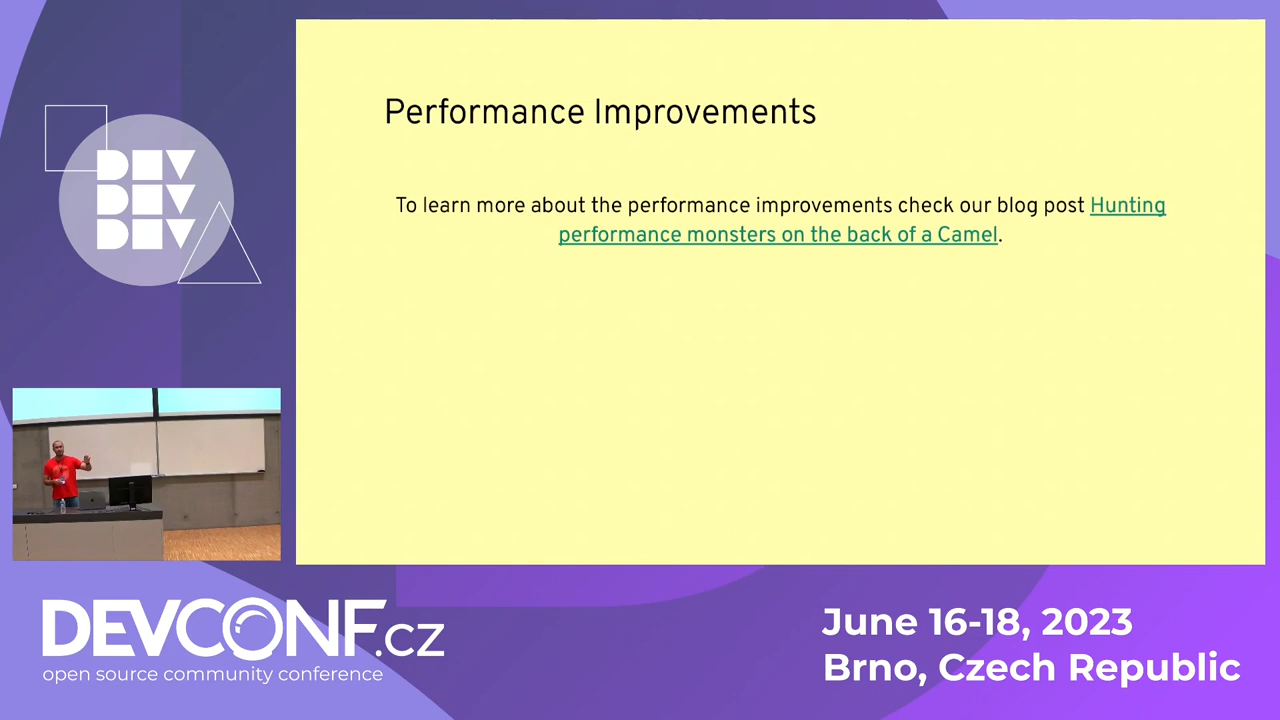 DEV
DEV
DEV
Performance Improvements
To learn more about the performance improvements check our blog post Hunting
performance monsters on the back of a Camel.
DEVCONF.cz
open source community conference
June 16-18, 2023
Brno, Czech Republic